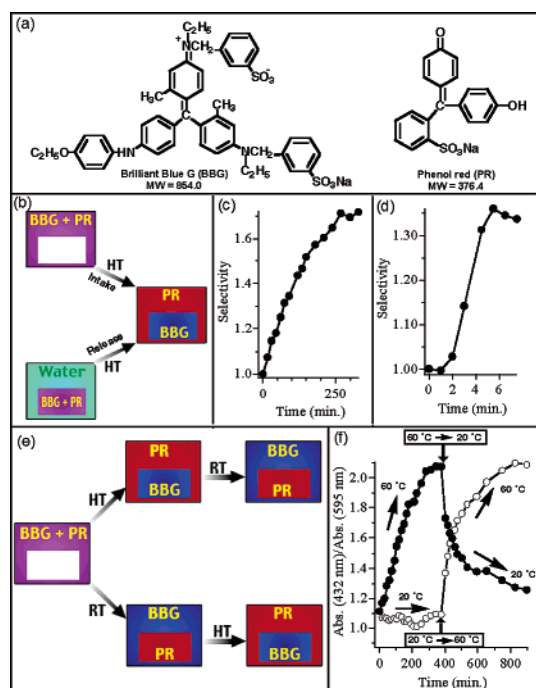 (a)
C₂H₅
+
NCH₂
SO₃⁻
H₃C
CH₃
C
C₂H₅O
HN
N–CH₂
C₂H₅
SO₃Na
Brilliant Blue G (BBG)
MW = 854.0
O
C
OH
SO₃Na
Phenol red (PR)
MW = 376.4
(b)
BBG + PR
HT
Intake
PR
BBG
Release
HT
Water
BBG + PR
(c)
Selectivity
1.6
1.4
1.2
1.0
0
250
Time (min.)
(d)
Selectivity
1.30
1.20
1.10
1.00
0
5
Time (min.)
(e)
BBG + PR
HT
PR
BBG
RT
BBG
PR
RT
BBG
PR
HT
PR
BBG
(f)
60 °C → 20 °C
Abs. (432 nm)/Abs. (595 nm)
2.2
2.0
1.8
1.6
1.4
1.2
1.0
60 °C
60 °C
20 °C
20 °C
20 °C → 60 °C
0
200
400
600
800
Time (min.)